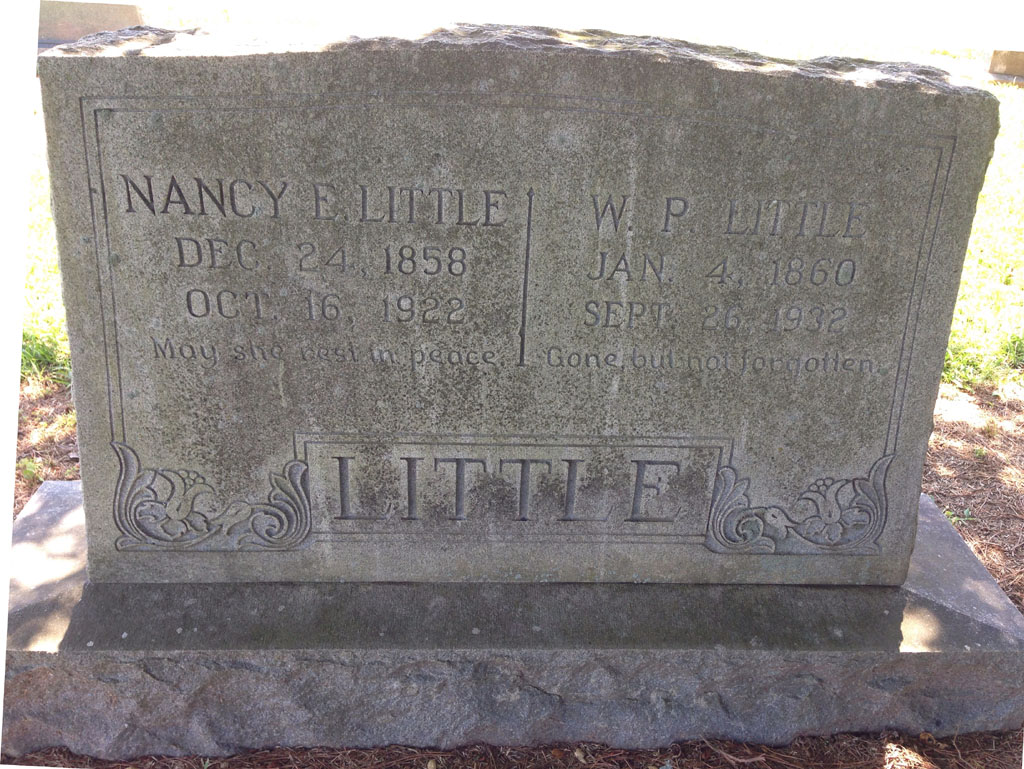 NANCY E. LITTLE
DEC. 24, 1858
OCT. 16, 1922
May she rest in peace.
W. P. LITTLE
JAN. 4, 1860
SEPT. 26, 1932
Gone, but not forgotten.
LITTLE